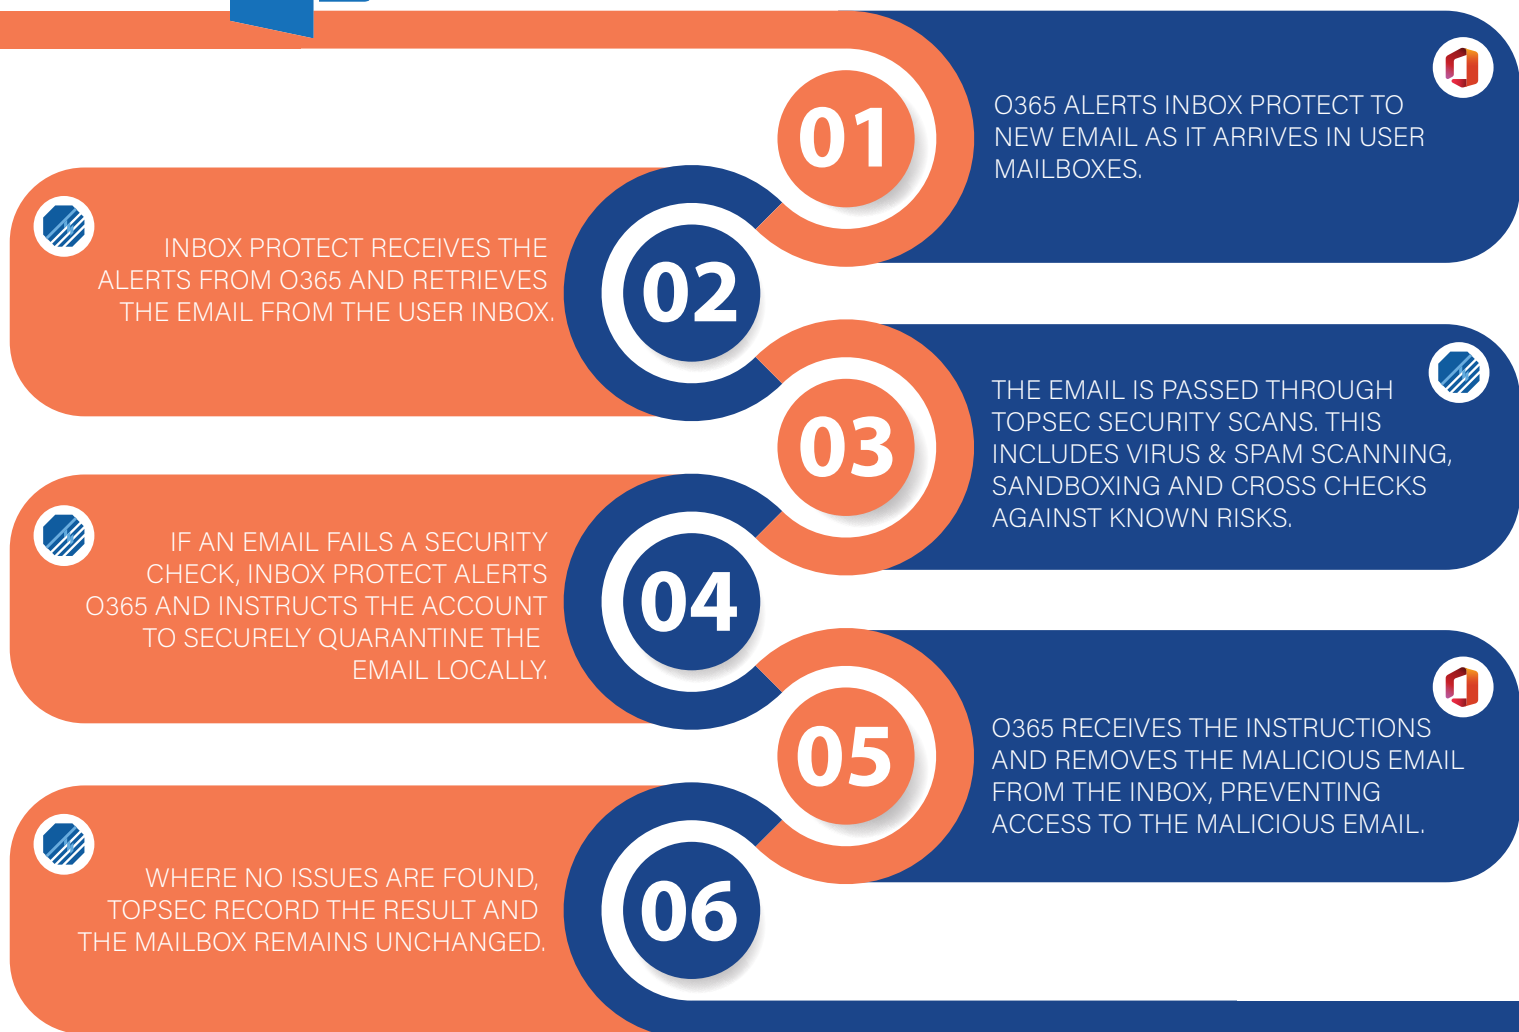 01
O365 ALERTS INBOX PROTECT TO
NEW EMAIL AS IT ARRIVES IN USER
MAILBOXES.
02
INBOX PROTECT RECEIVES THE
ALERTS FROM O365 AND RETRIEVES
THE EMAIL FROM THE USER INBOX.
03
THE EMAIL IS PASSED THROUGH
TOPSEC SECURITY SCANS. THIS
INCLUDES VIRUS & SPAM SCANNING,
SANDBOXING AND CROSS CHECKS
AGAINST KNOWN RISKS.
04
IF AN EMAIL FAILS A SECURITY
CHECK, INBOX PROTECT ALERTS
O365 AND INSTRUCTS THE ACCOUNT
TO SECURELY QUARANTINE THE
EMAIL LOCALLY.
05
O365 RECEIVES THE INSTRUCTIONS
AND REMOVES THE MALICIOUS EMAIL
FROM THE INBOX, PREVENTING
ACCESS TO THE MALICIOUS EMAIL.
06
WHERE NO ISSUES ARE FOUND,
TOPSEC RECORD THE RESULT AND
THE MAILBOX REMAINS UNCHANGED.